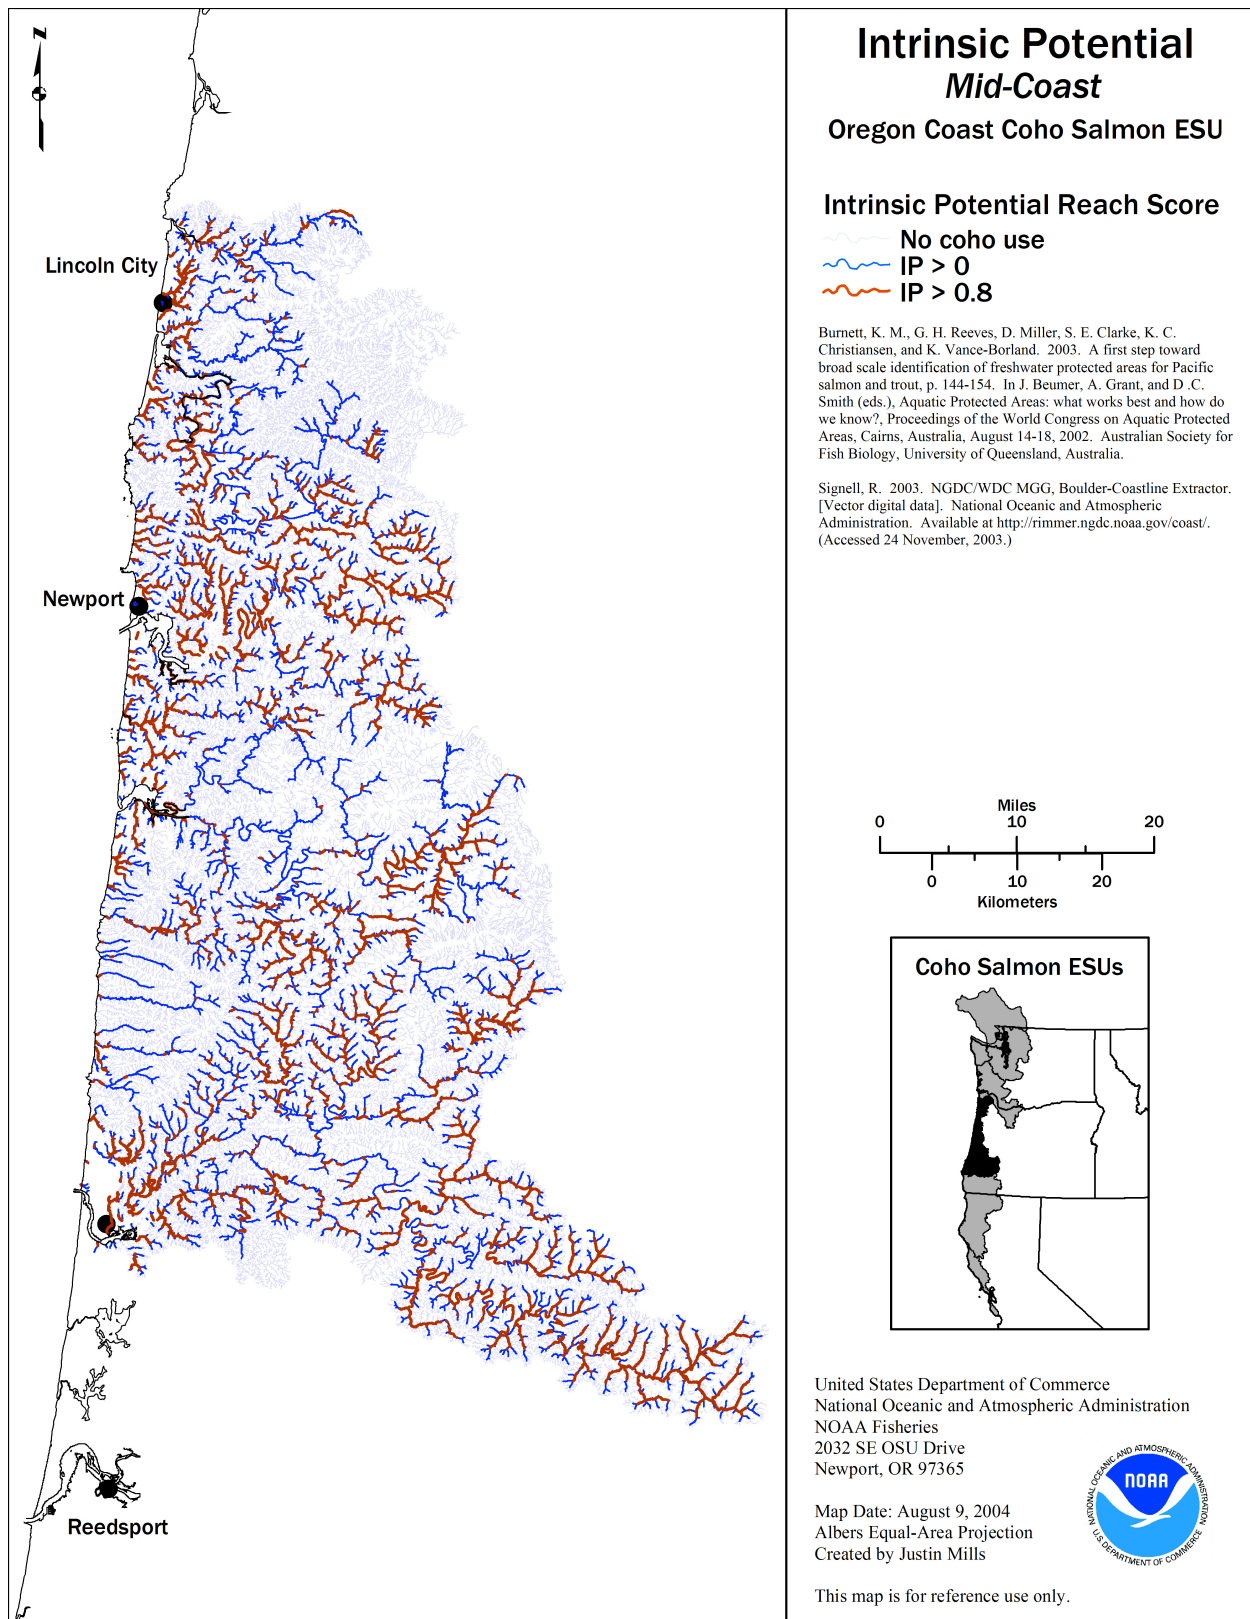 Intrinsic Potential
Mid-Coast
Oregon Coast Coho Salmon ESU
Intrinsic Potential Reach Score
No coho use
IP > 0
IP > 0.8
Burnett, K. M., G. H. Reeves, D. Miller, S. E. Clarke, K. C.
Christiansen, and K. Vance-Borland. 2003. A first step toward
broad scale identification of freshwater protected areas for Pacific
salmon and trout, p. 144-154. In J. Beumer, A. Grant, and D .C.
Smith (eds.), Aquatic Protected Areas: what works best and how do
we know?, Proceedings of the World Congress on Aquatic Protected
Areas, Cairns, Australia, August 14-18, 2002. Australian Society for
Fish Biology, University of Queensland, Australia.
Signell, R. 2003. NGDC/WDC MGG, Boulder-Coastline Extractor.
[Vector digital data]. National Oceanic and Atmospheric
Administration. Available at http://rimmer.ngdc.noaa.gov/coast/.
(Accessed 24 November, 2003.)
N
Lincoln City
Newport
Reedsport
Miles
0 10 20
0 10 20
Kilometers
Coho Salmon ESUs
United States Department of Commerce
National Oceanic and Atmospheric Administration
NOAA Fisheries
2032 SE OSU Drive
Newport, OR 97365
Map Date: August 9, 2004
Albers Equal-Area Projection
Created by Justin Mills
This map is for reference use only.
NATIONAL OCEANIC AND ATMOSPHERIC ADMINISTRATION
NOAA
U.S. DEPARTMENT OF COMMERCE